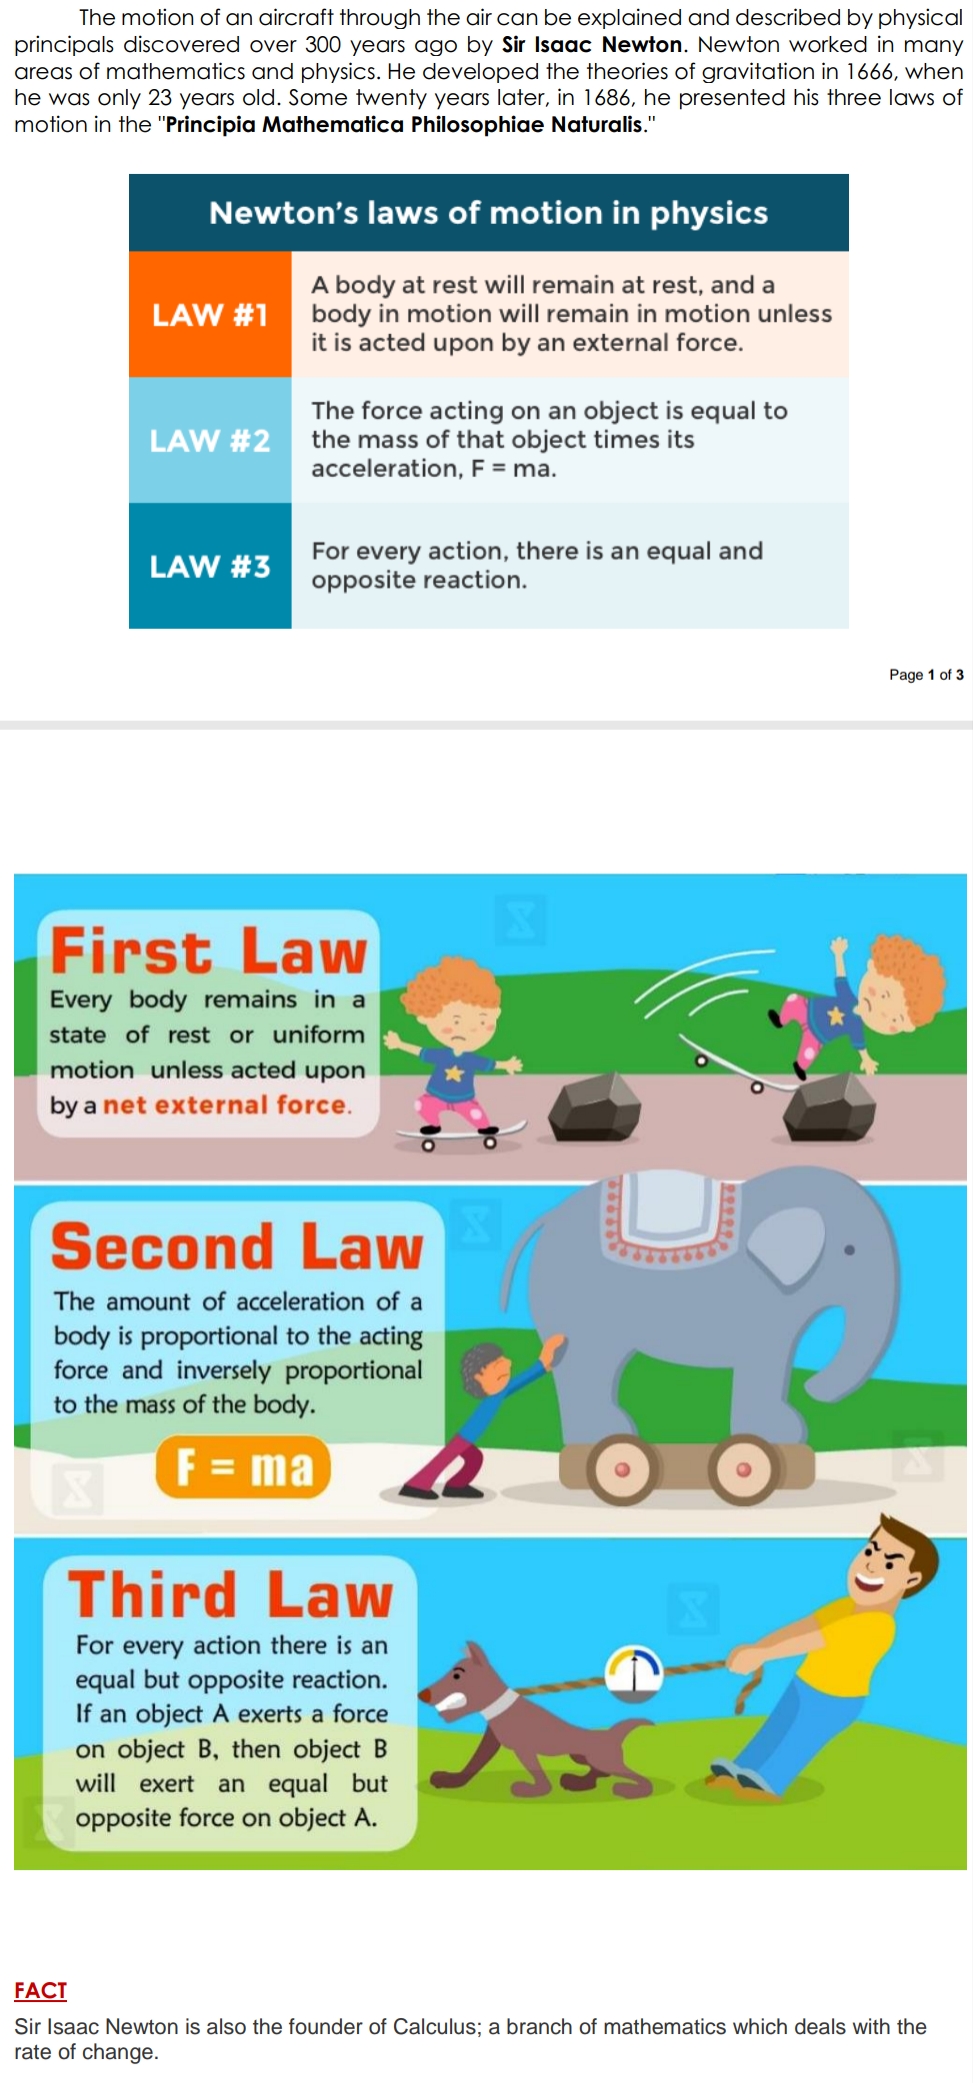 The motion of an aircraft through the air can be explained and described by physical
principals discovered over 300 years ago by Sir Isaac Newton. Newton worked in many
areas of mathematics and physics. He developed the theories of gravitation in 1666, when
he was only 23 years old. Some twenty years later, in 1686, he presented his three laws of
motion in the "Principia Mathematica Philosophiae Naturalis."
Newton's laws of motion in physics
LAW #1
A body at rest will remain at rest, and a
body in motion will remain in motion unless
it is acted upon by an external force.
LAW #2
The force acting on an object is equal to
the mass of that object times its
acceleration, F = ma.
LAW #3
For every action, there is an equal and
opposite reaction.
Page 1 of 3
First Law
Every body remains in a
state of rest or uniform
motion unless acted upon
by a net external force.
Second Law
The amount of acceleration of a
body is proportional to the acting
force and inversely proportional
to the mass of the body.
F = ma
Third Law
For every action there is an
equal but opposite reaction.
If an object A exerts a force
on object B, then object B
will exert an equal but
opposite force on object A.
FACT
Sir Isaac Newton is also the founder of Calculus; a branch of mathematics which deals with the
rate of change.